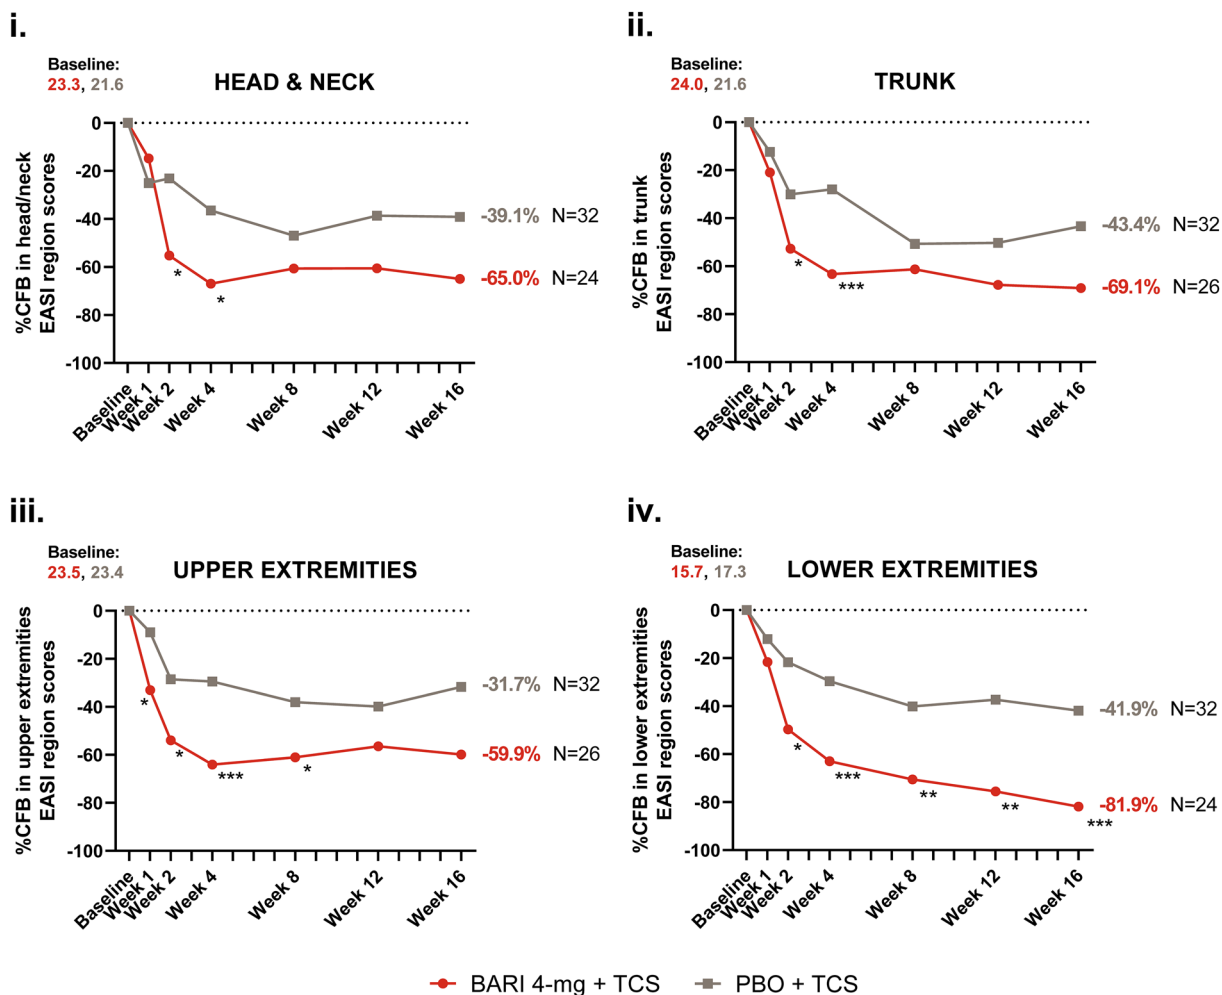 i.
Baseline:
23.3, 21.6
HEAD & NECK
%CFB in head/neck
EASI region scores
0
-20
-40
-60
-80
-100
*
*
-39.1% N=32
-65.0% N=24
Baseline
Week 1
Week 2
Week 4
Week 8
Week 12
Week 16
ii.
Baseline:
24.0, 21.6
TRUNK
%CFB in trunk
EASI region scores
0
-20
-40
-60
-80
-100
*
***
-43.4% N=32
-69.1% N=26
Baseline
Week 1
Week 2
Week 4
Week 8
Week 12
Week 16
iii.
Baseline:
23.5, 23.4
UPPER EXTREMITIES
%CFB in upper extremities
EASI region scores
0
-20
-40
-60
-80
-100
*
*
***
*
-31.7% N=32
-59.9% N=26
Baseline
Week 1
Week 2
Week 4
Week 8
Week 12
Week 16
iv.
Baseline:
15.7, 17.3
LOWER EXTREMITIES
%CFB in lower extremities
EASI region scores
0
-20
-40
-60
-80
-100
*
***
**
**
***
-41.9% N=32
-81.9% N=24
Baseline
Week 1
Week 2
Week 4
Week 8
Week 12
Week 16
BARI 4-mg + TCS PBO + TCS